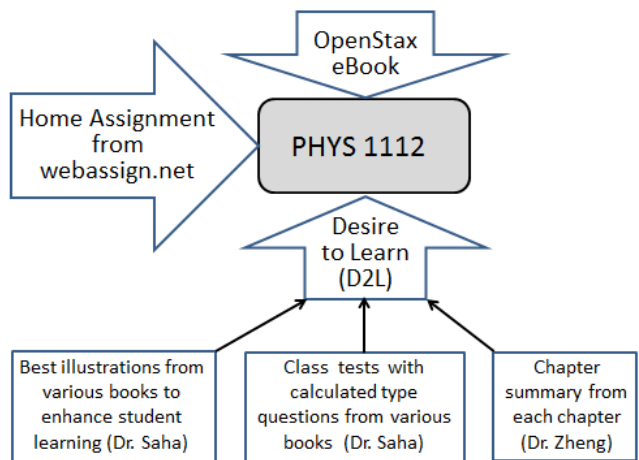 OpenStax
eBook
Home Assignment
from
webassign.net
PHYS 1112
Desire
to Learn
(D2L)
Best illustrations from
various books to
enhance student
learning (Dr. Saha)
Class tests with
calculated type
questions from various
books (Dr. Saha)
Chapter
summary from
each chapter
(Dr. Zheng)